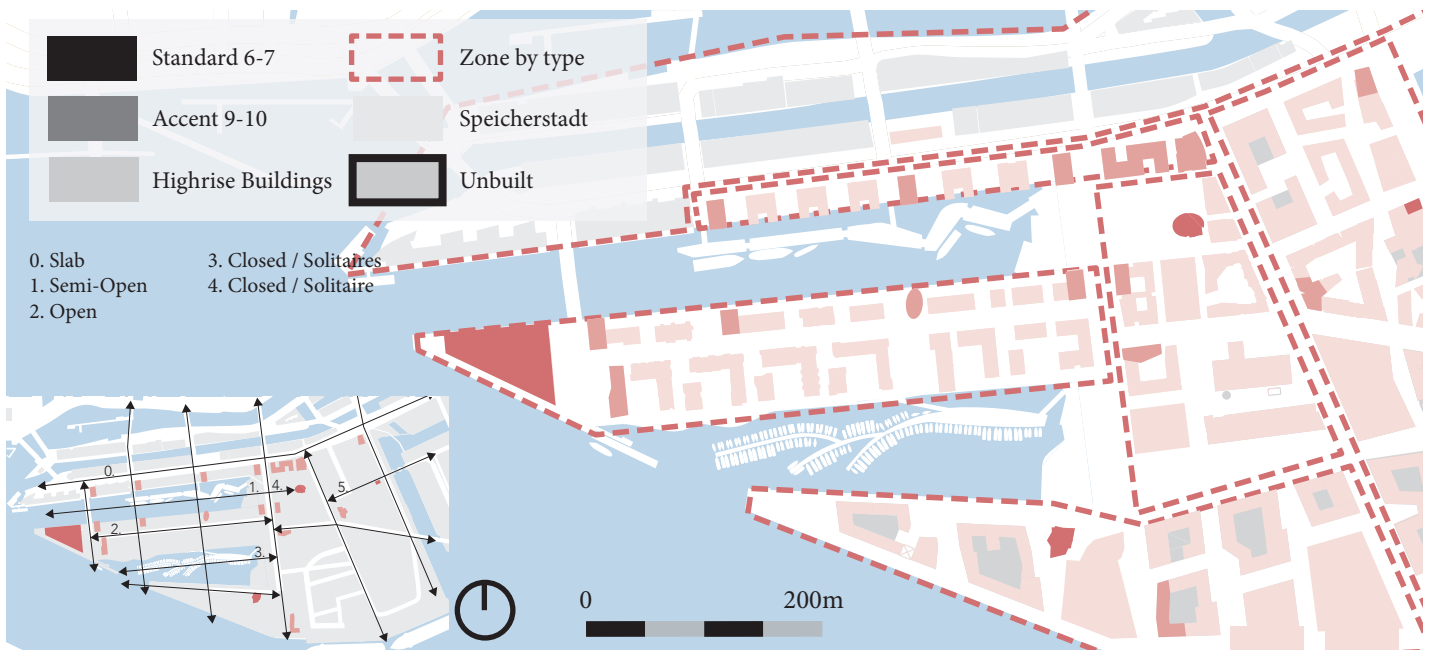 Standard 6-7
Zone by type
Accent 9-10
Speicherstadt
Highrise Buildings
Unbuilt
0. Slab
3. Closed / Solitaires
1. Semi-Open
4. Closed / Solitaire
2. Open
0.
1.
4.
5.
2.
3.
0
200m